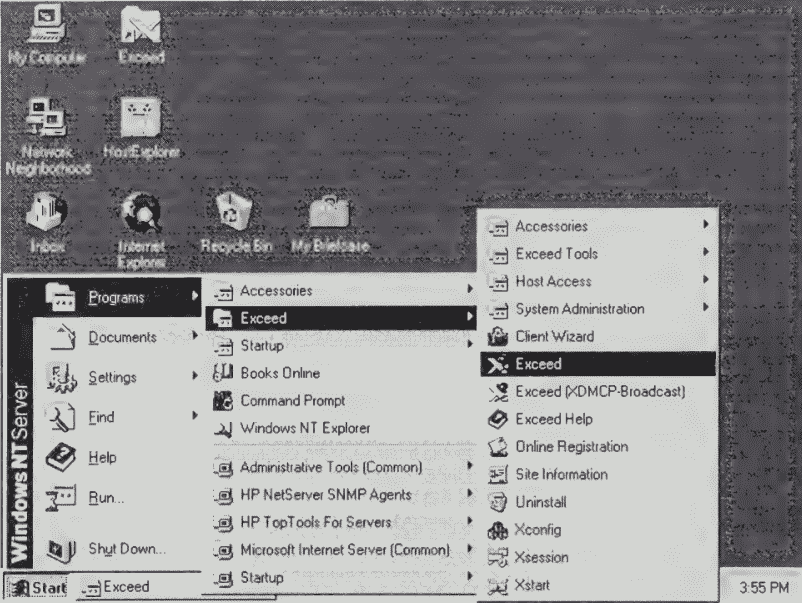 My Computer
Exceed
Network Neighborhood
HostExplorer
Inbox
Internet Explorer
Recycle Bin
My Briefcase
Windows NT Server
Programs
Documents
Settings
Find
Help
Run...
Shut Down...
Accessories
Exceed
Startup
Books Online
Command Prompt
Windows NT Explorer
Administrative Tools (Common)
HP NetServer SNMP Agents
HP TopTools For Servers
Microsoft Internet Server (Common)
Startup
Accessories
Exceed Tools
Host Access
System Administration
Client Wizard
Exceed
Exceed (XDMCP-Broadcast)
Exceed Help
Online Registration
Site Information
Uninstall
Xconfig
Xsession
Xstart
Start
Exceed
3:55 PM